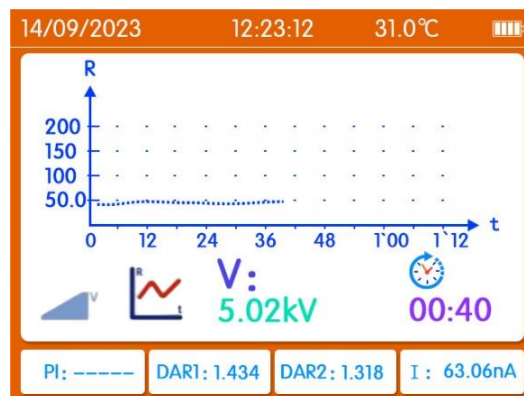 14/09/2023 12:23:12 31.0℃
R
200
150
100
50.0
t
0 12 24 36 48 1`00 1`12
V
R
t
V:
5.02kV
00:40
PI: ----- DAR1: 1.434 DAR2: 1.318 I: 63.06nA